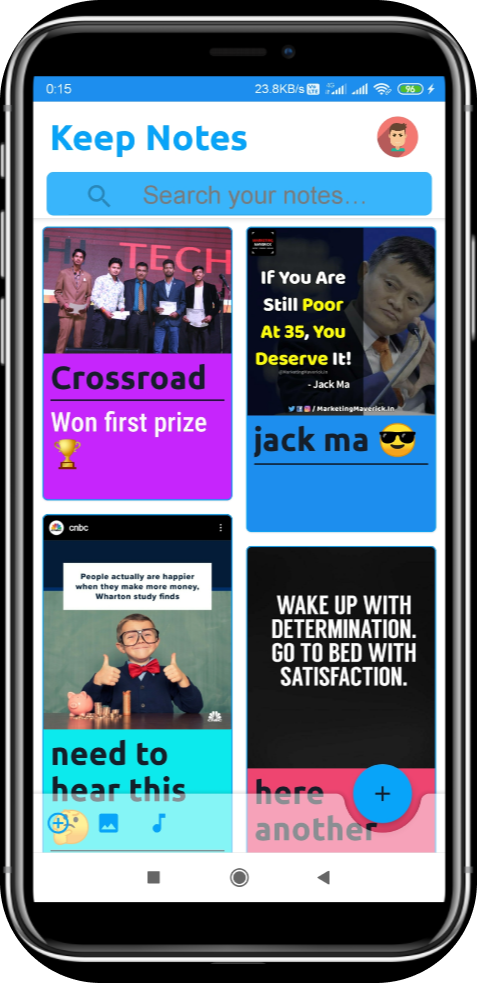 0:15
23.8KB/s
4G
96
Keep Notes
Search your notes...
HI TECH
Crossroad
Won first prize
🏆
If You Are
Still Poor
At 35, You
Deserve It!
@MarketingMaverick.in
- Jack Ma
/ MarketingMaverick.in
jack ma 😎
cnbc
People actually are happier
when they make more money,
Wharton study finds
need to
hear this
🤔
WAKE UP WITH
DETERMINATION.
GO TO BED WITH
SATISFACTION.
here
another